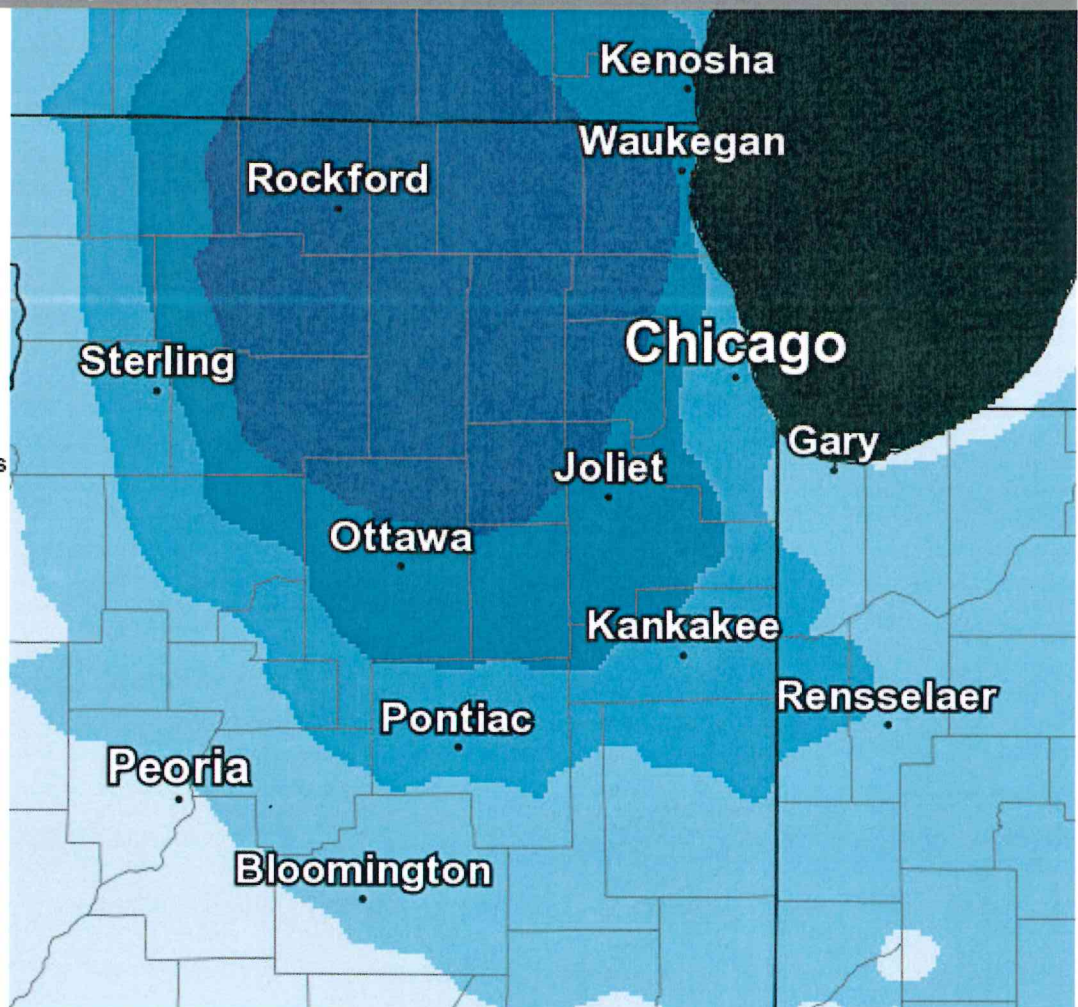 Kenosha
Waukegan
Rockford
Chicago
Sterling
Gary
Joliet
Ottawa
Kankakee
Rensselaer
Pontiac
Peoria
Bloomington